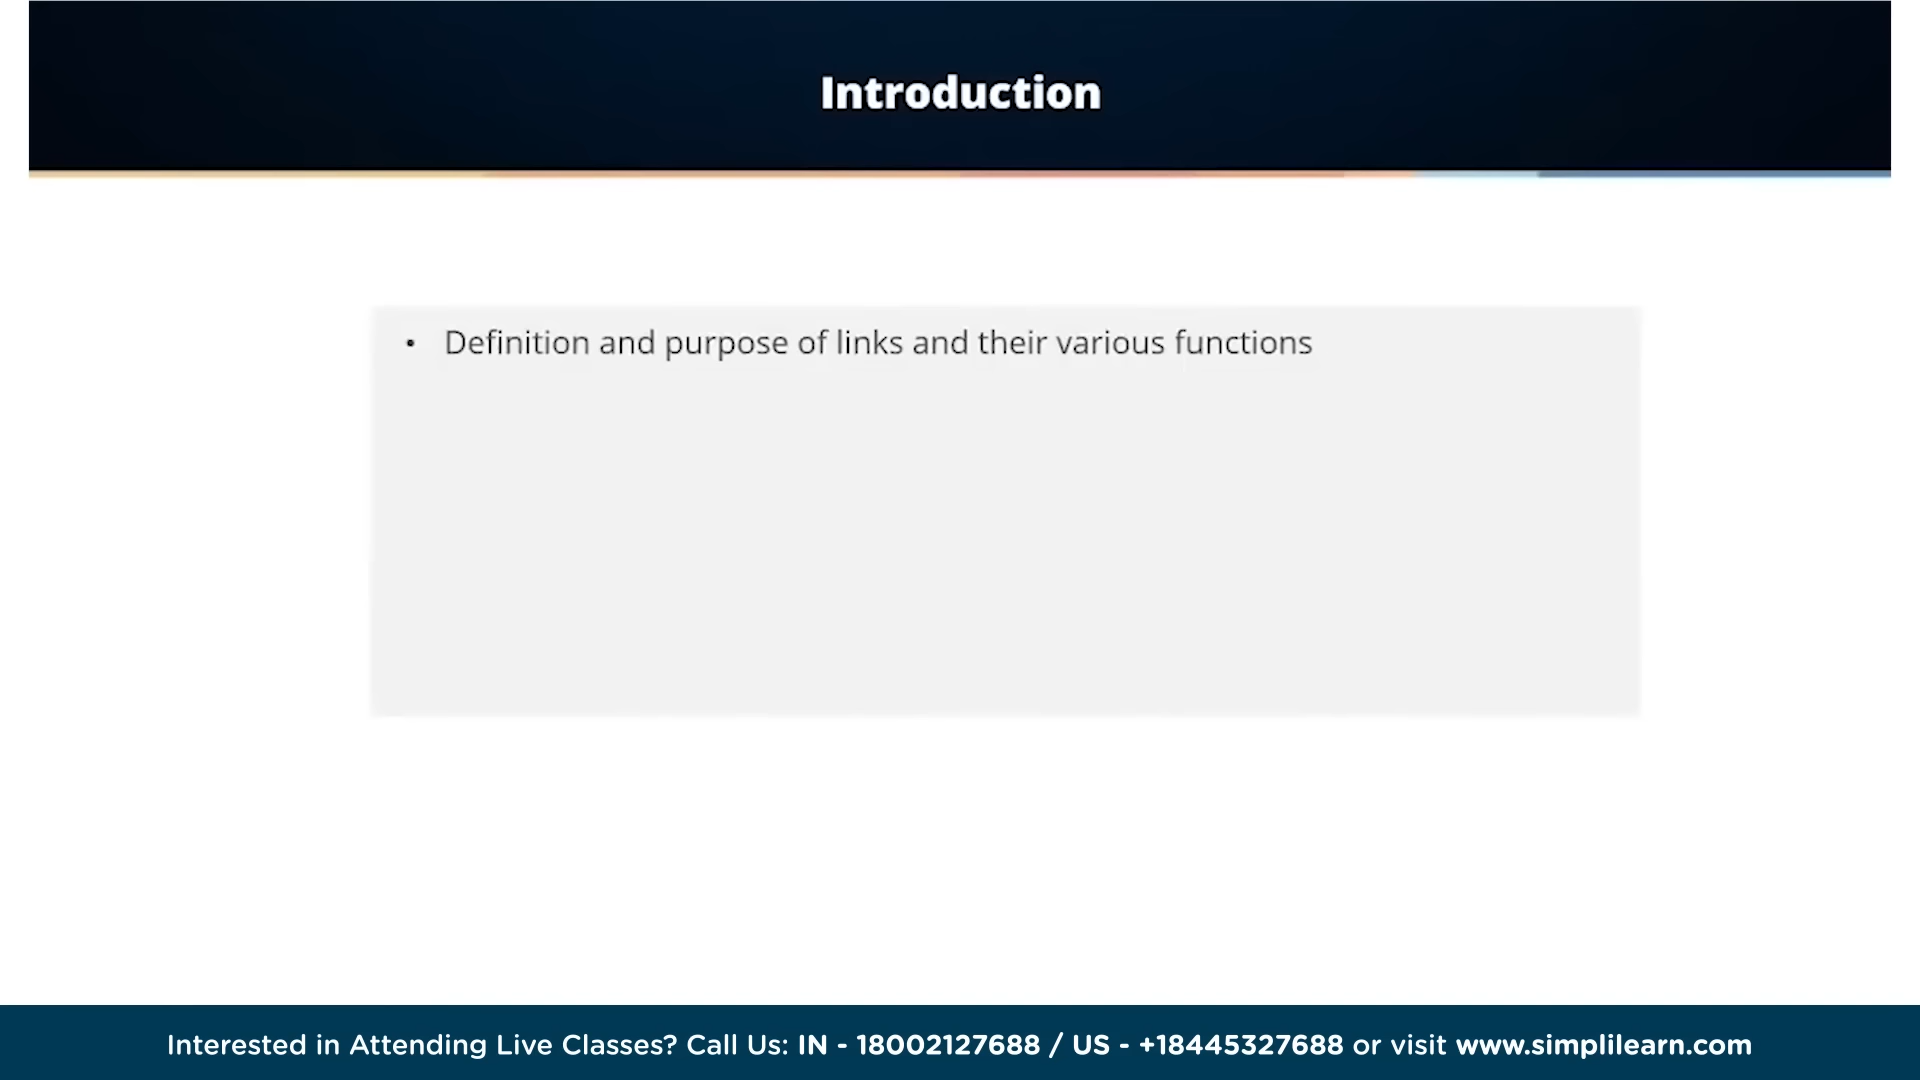 Introduction
• Definition and purpose of links and their various functions
Interested in Attending Live Classes? Call Us: IN - 18002127688 / US - +18445327688 or visit www.simplilearn.com